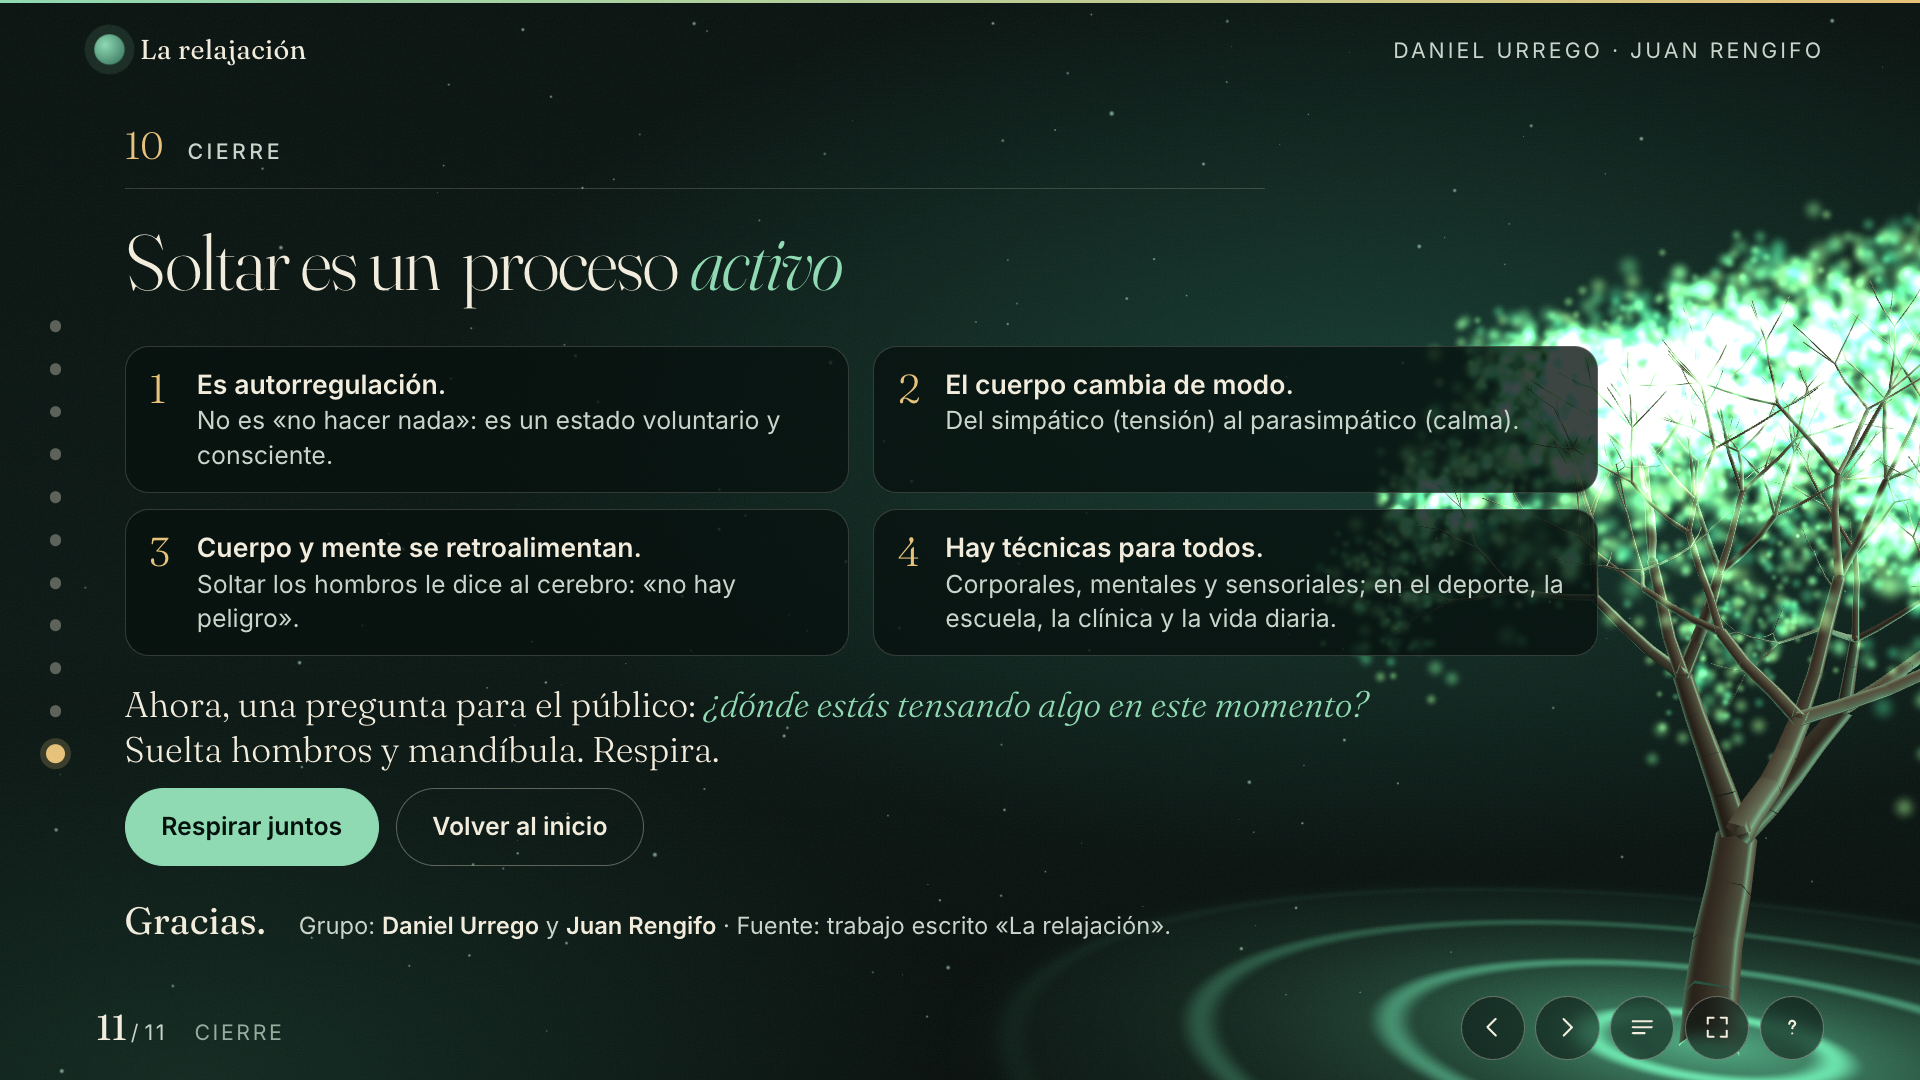 La relajación
DANIEL URREGO · JUAN RENGIFO
10 CIERRE
Soltar es un proceso activo
1 Es autorregulación.
No es «no hacer nada»: es un estado voluntario y
consciente.
2 El cuerpo cambia de modo.
Del simpático (tensión) al parasimpático (calma).
3 Cuerpo y mente se retroalimentan.
Soltar los hombros le dice al cerebro: «no hay
peligro».
4 Hay técnicas para todos.
Corporales, mentales y sensoriales; en el deporte, la
escuela, la clínica y la vida diaria.
Ahora, una pregunta para el público: ¿dónde estás tensando algo en este momento?
Suelta hombros y mandíbula. Respira.
Respirar juntos
Volver al inicio
Gracias. Grupo: Daniel Urrego y Juan Rengifo · Fuente: trabajo escrito «La relajación».
11 / 11 CIERRE
?